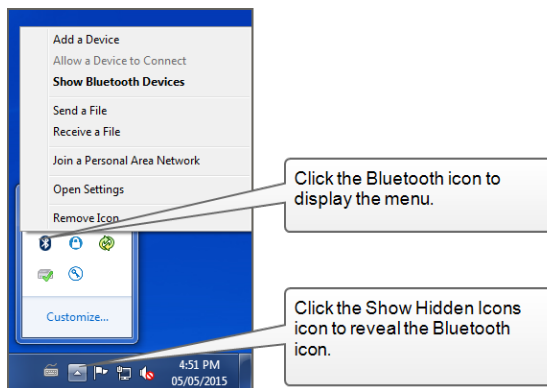 Add a Device
Allow a Device to Connect
Show Bluetooth Devices
Send a File
Receive a File
Join a Personal Area Network
Open Settings
Remove Icon
Click the Bluetooth icon to
display the menu.
Customize...
Click the Show Hidden Icons
icon to reveal the Bluetooth
icon.
4:51 PM
05/05/2015